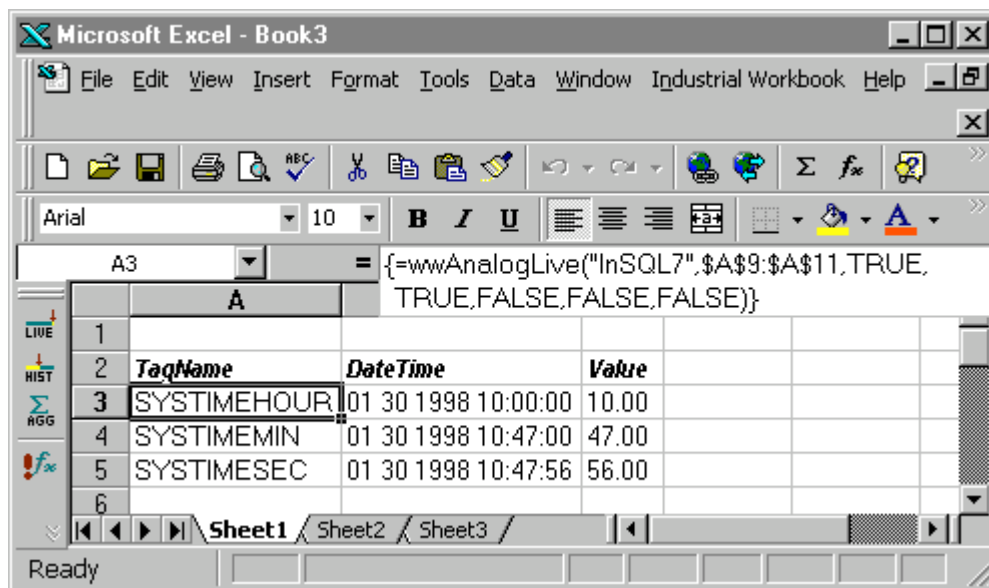 Microsoft Excel - Book3
File Edit View Insert Format Tools Data Window Industrial Workbook Help
ABC
Σ fx
Arial 10 B I U a A
A3 = {=wwAnalogLive("InSQL7",$A$9:$A$11,TRUE,
TRUE,FALSE,FALSE,FALSE)}
A
LIVE 1
HIST 2 TagName DateTime Value
Σ AGG 3 SYSTIMEHOUR 01 30 1998 10:00:00 10.00
4 SYSTIMEMIN 01 30 1998 10:47:00 47.00
!fx 5 SYSTIMESEC 01 30 1998 10:47:56 56.00
6
Sheet1 Sheet2 Sheet3
Ready